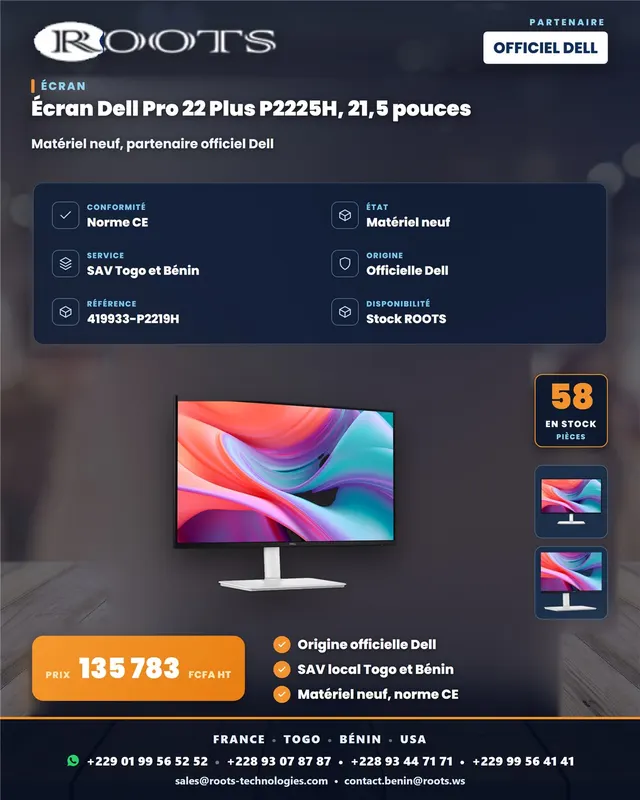 ROOTS
PARTENAIRE
OFFICIEL DELL
ÉCRAN
Écran Dell Pro 22 Plus P2225H, 21,5 pouces
Matériel neuf, partenaire officiel Dell
CONFORMITÉ
Norme CE
ÉTAT
Matériel neuf
SERVICE
SAV Togo et Bénin
ORIGINE
Officielle Dell
RÉFÉRENCE
419933-P2219H
DISPONIBILITÉ
Stock ROOTS
58
EN STOCK
PIÈCES
PRIX 135 783 FCFA HT
Origine officielle Dell
SAV local Togo et Bénin
Matériel neuf, norme CE
FRANCE • TOGO • BÉNIN • USA
+229 01 99 56 52 52 • +228 93 07 87 87 • +228 93 44 71 71 • +229 99 56 41 41
sales@roots-technologies.com • contact.benin@roots.ws